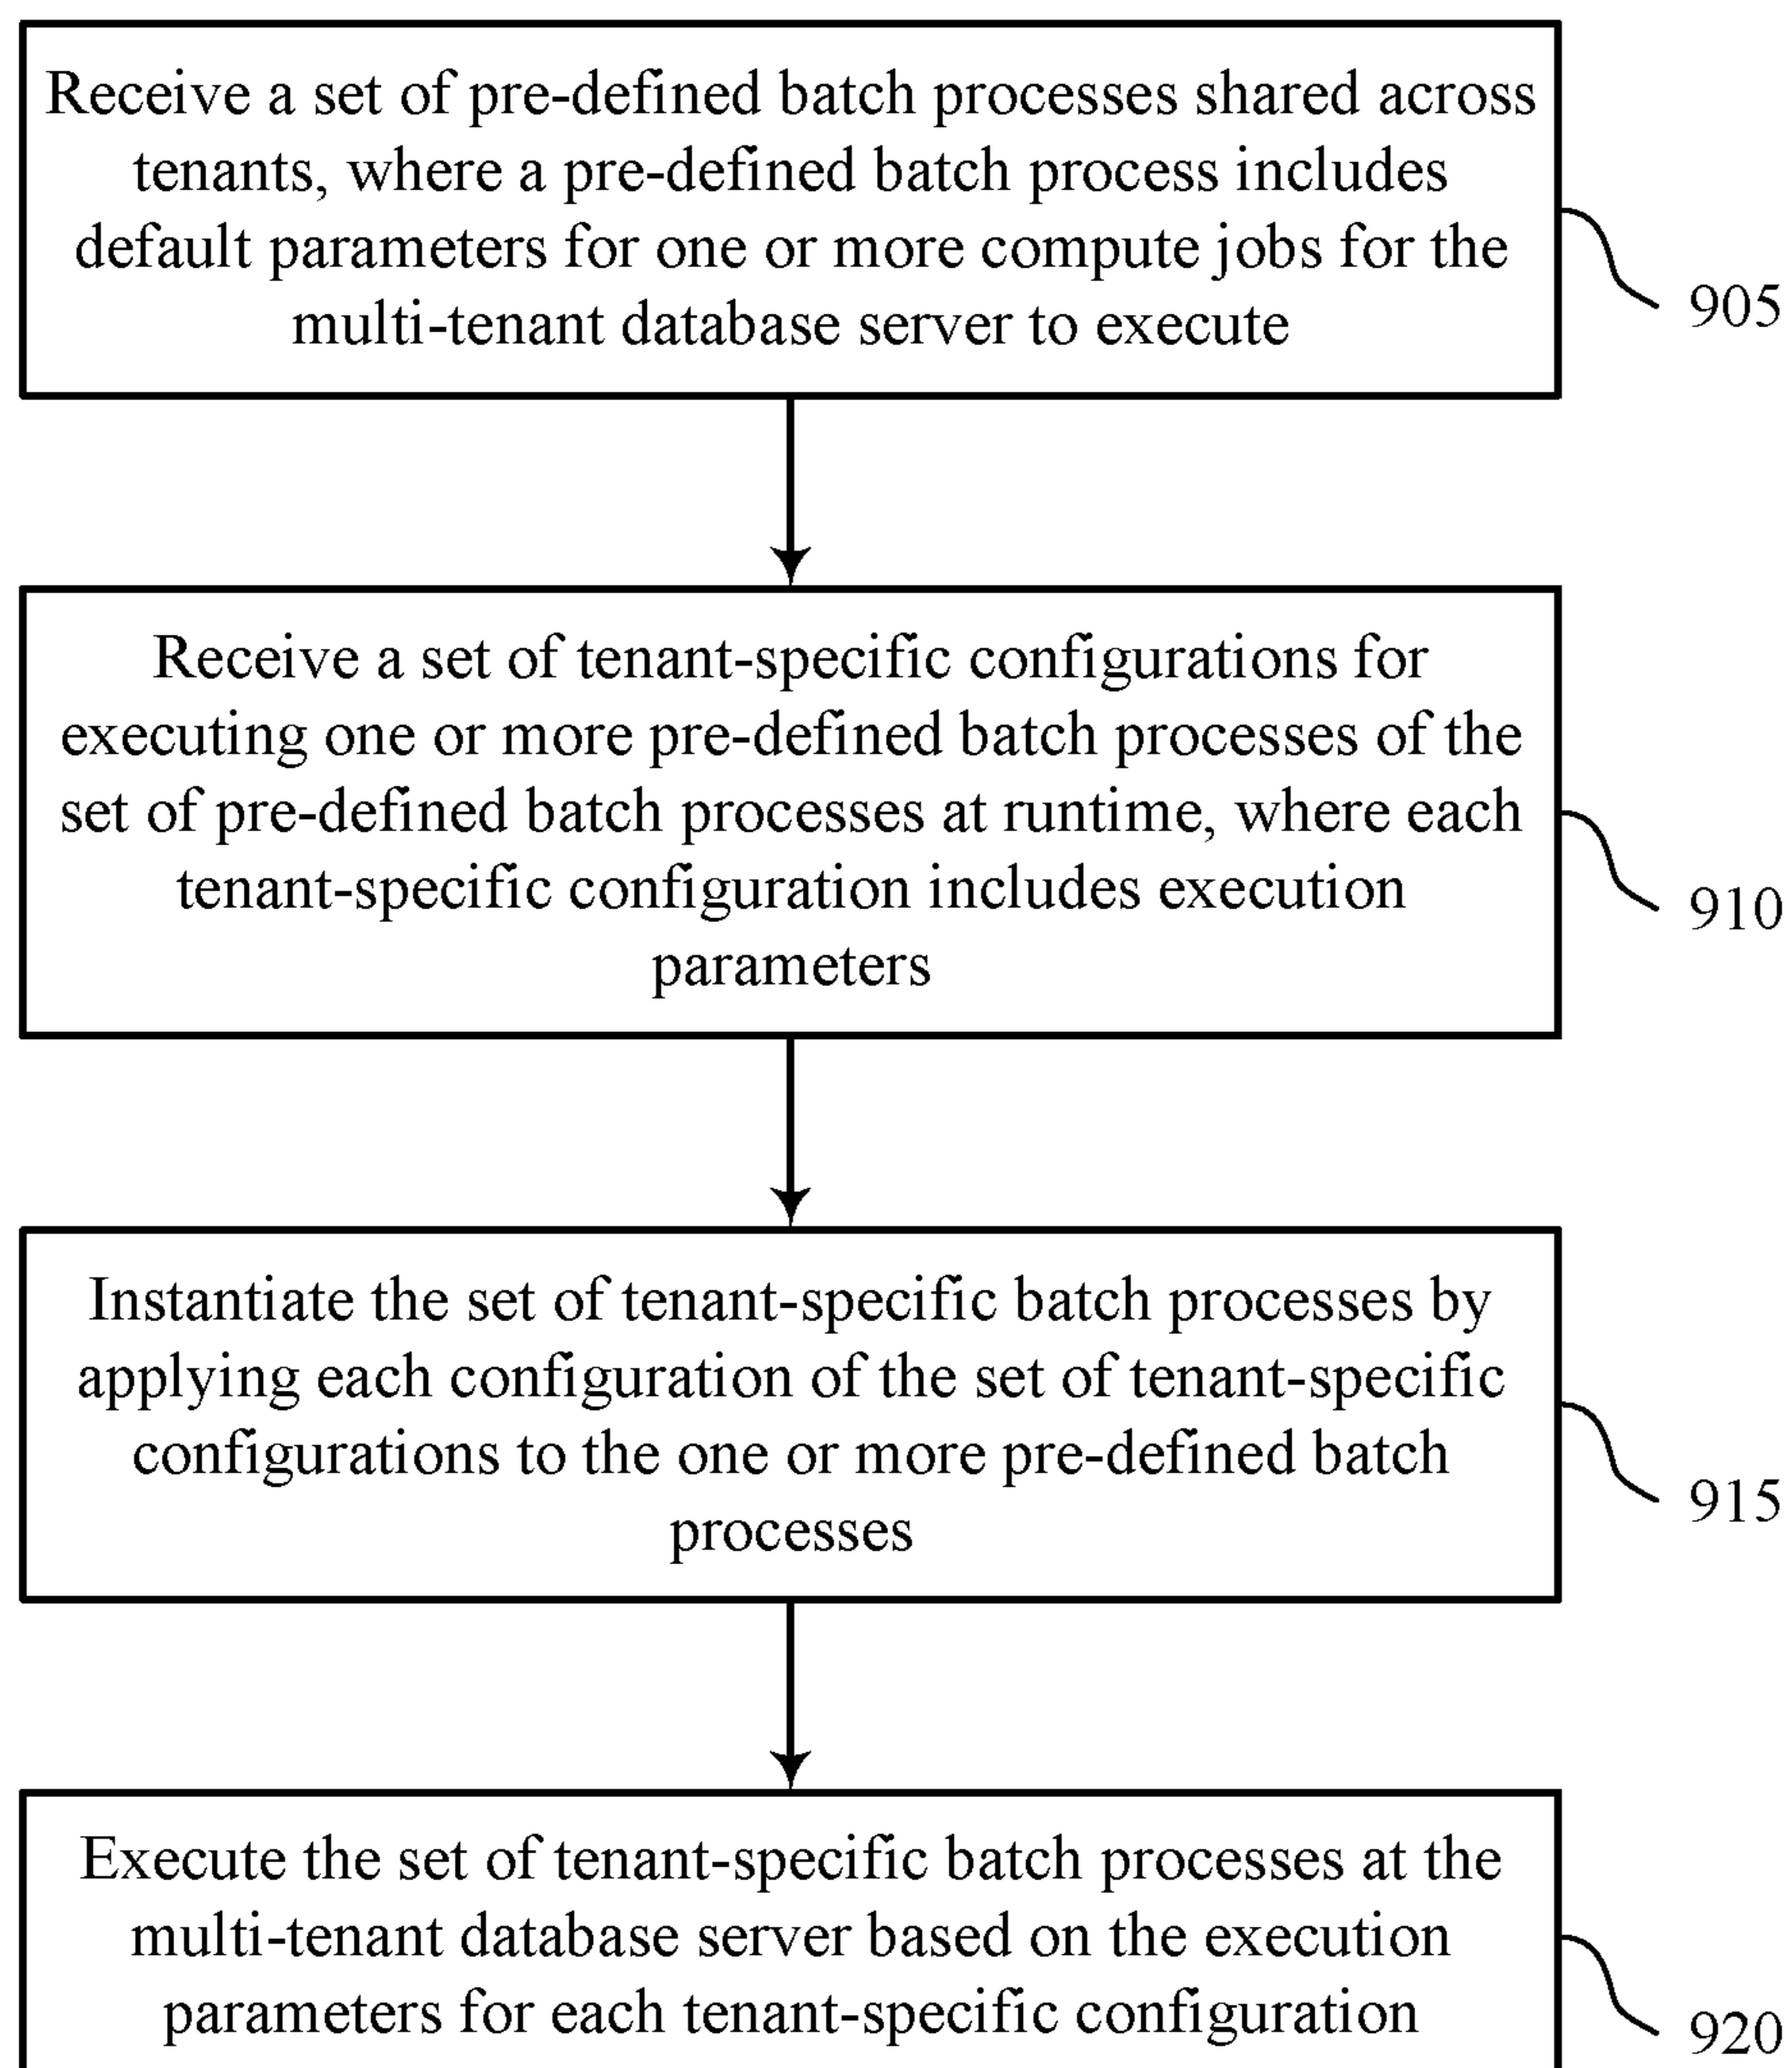 Receive a set of pre-defined batch processes shared across
tenants, where a pre-defined batch process includes
default parameters for one or more compute jobs for the
multi-tenant database server to execute
905
Receive a set of tenant-specific configurations for
executing one or more pre-defined batch processes of the
set of pre-defined batch processes at runtime, where each
tenant-specific configuration includes execution
parameters
910
Instantiate the set of tenant-specific batch processes by
applying each configuration of the set of tenant-specific
configurations to the one or more pre-defined batch
processes
915
Execute the set of tenant-specific batch processes at the
multi-tenant database server based on the execution
parameters for each tenant-specific configuration
920